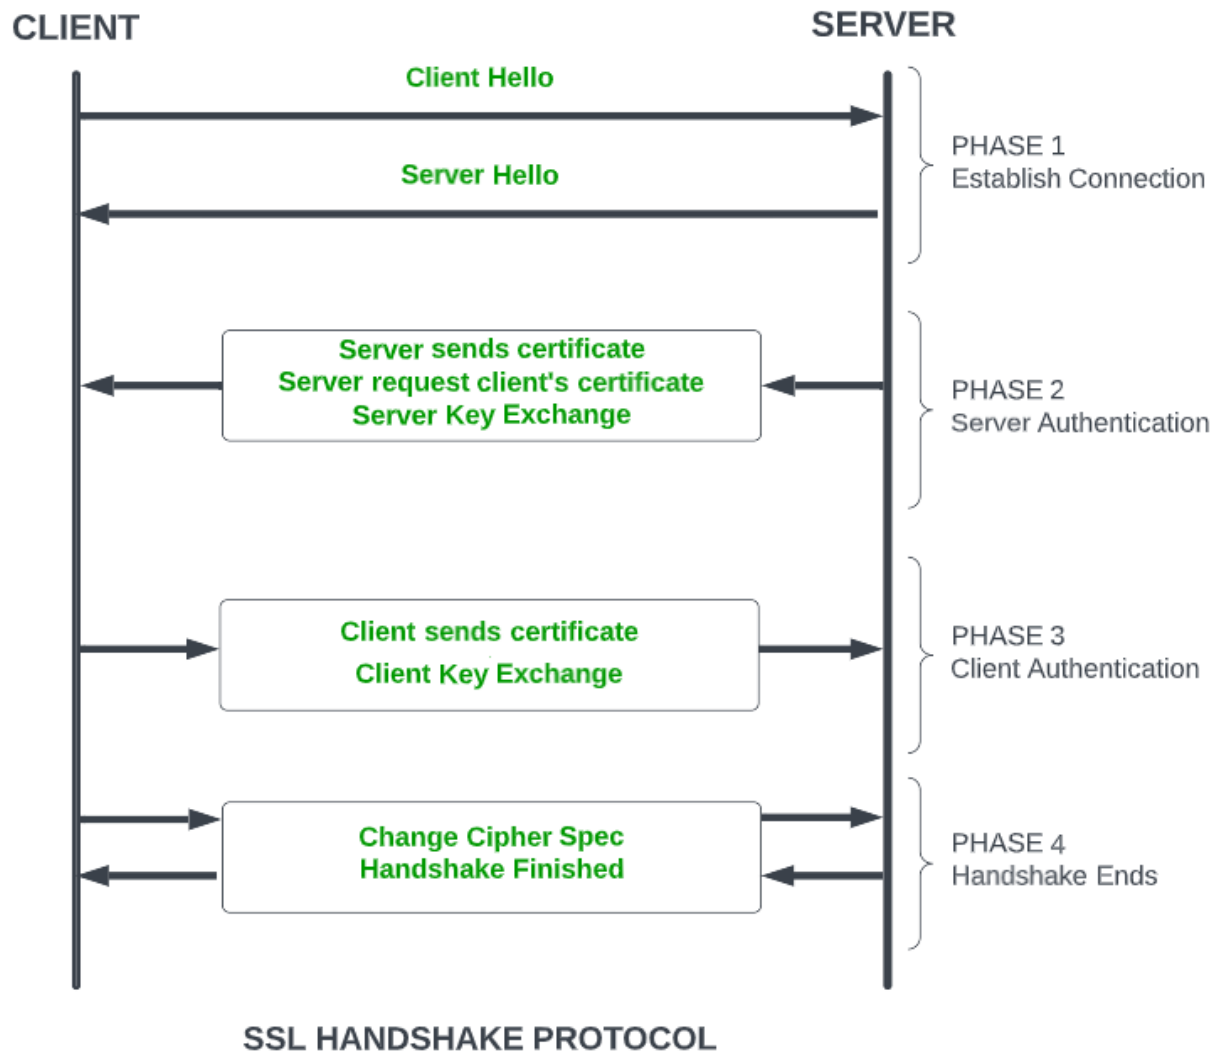 CLIENT
SERVER
Client Hello
Server Hello
PHASE 1
Establish Connection
Server sends certificate
Server request client's certificate
Server Key Exchange
PHASE 2
Server Authentication
Client sends certificate
Client Key Exchange
PHASE 3
Client Authentication
Change Cipher Spec
Handshake Finished
PHASE 4
Handshake Ends
SSL HANDSHAKE PROTOCOL